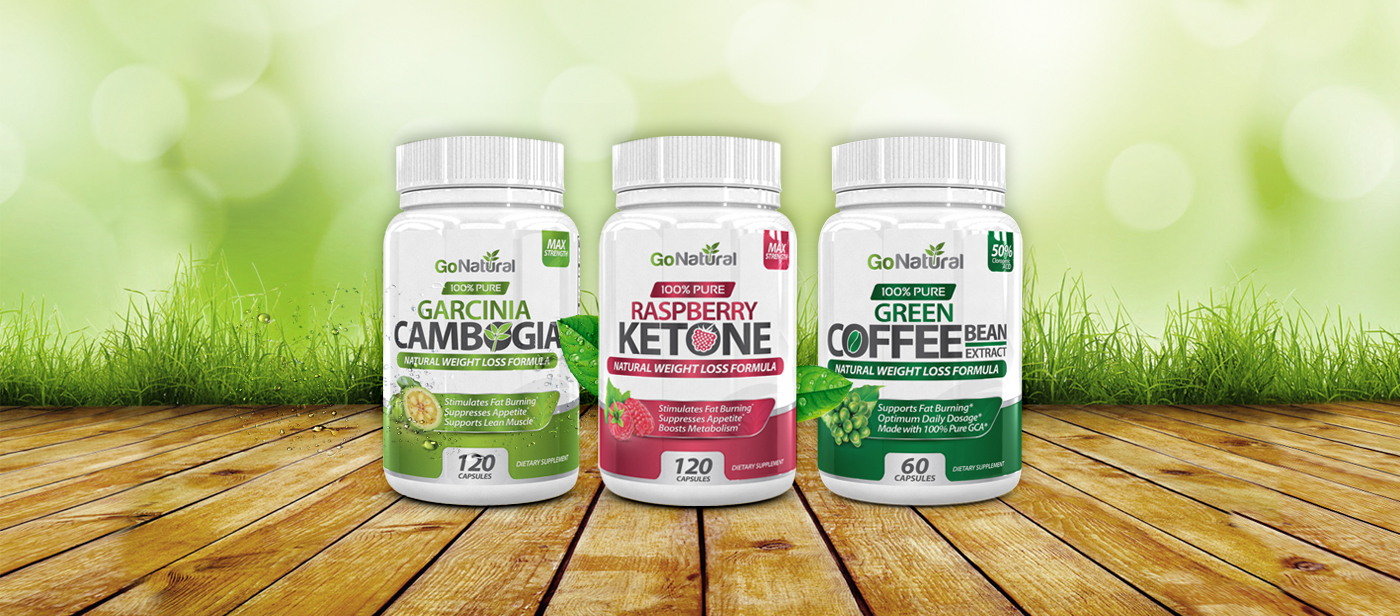 MAX
STRENGTH
GoNatural
100% PURE
GARCINIA
CAMBOGIA
NATURAL WEIGHT LOSS FORMULA
Stimulates Fat Burning
Suppresses Appetite
Supports Lean Muscle
120
CAPSULES
DIETARY SUPPLEMENT
MAX
STRENGTH
GoNatural
100% PURE
RASPBERRY
KETONE
NATURAL WEIGHT LOSS FORMULA
Stimulates Fat Burning*
Suppresses Appetite*
Boosts Metabolism*
120
CAPSULES
DIETARY SUPPLEMENT
50%
Chlorogenic
ACID
GoNatural
100% PURE
GREEN
COFFEE BEAN
EXTRACT
NATURAL WEIGHT LOSS FORMULA
Supports Fat Burning*
Optimum Daily Dosage*
Made with 100% Pure GCA*
60
CAPSULES
DIETARY SUPPLEMENT